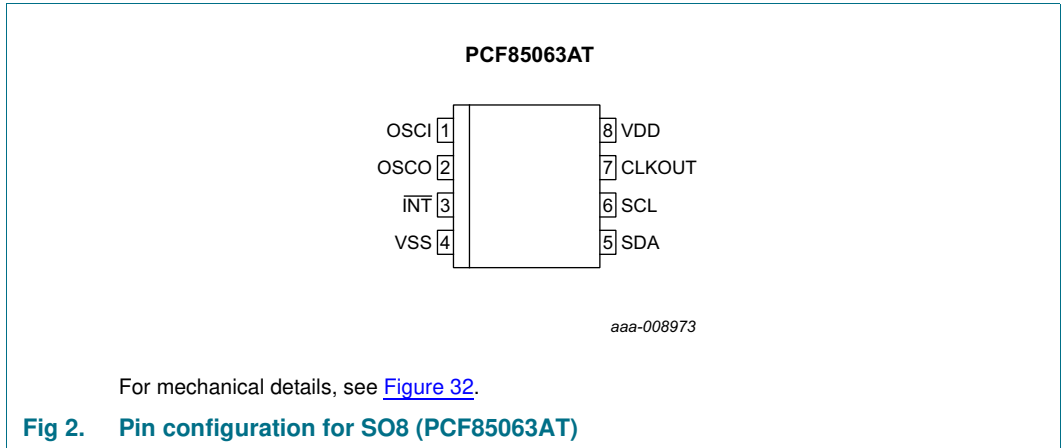 PCF85063AT
OSCI 1
8 VDD
OSCO 2
7 CLKOUT
INT 3
6 SCL
VSS 4
5 SDA
aaa-008973
For mechanical details, see Figure 32.
Fig 2. Pin configuration for SO8 (PCF85063AT)